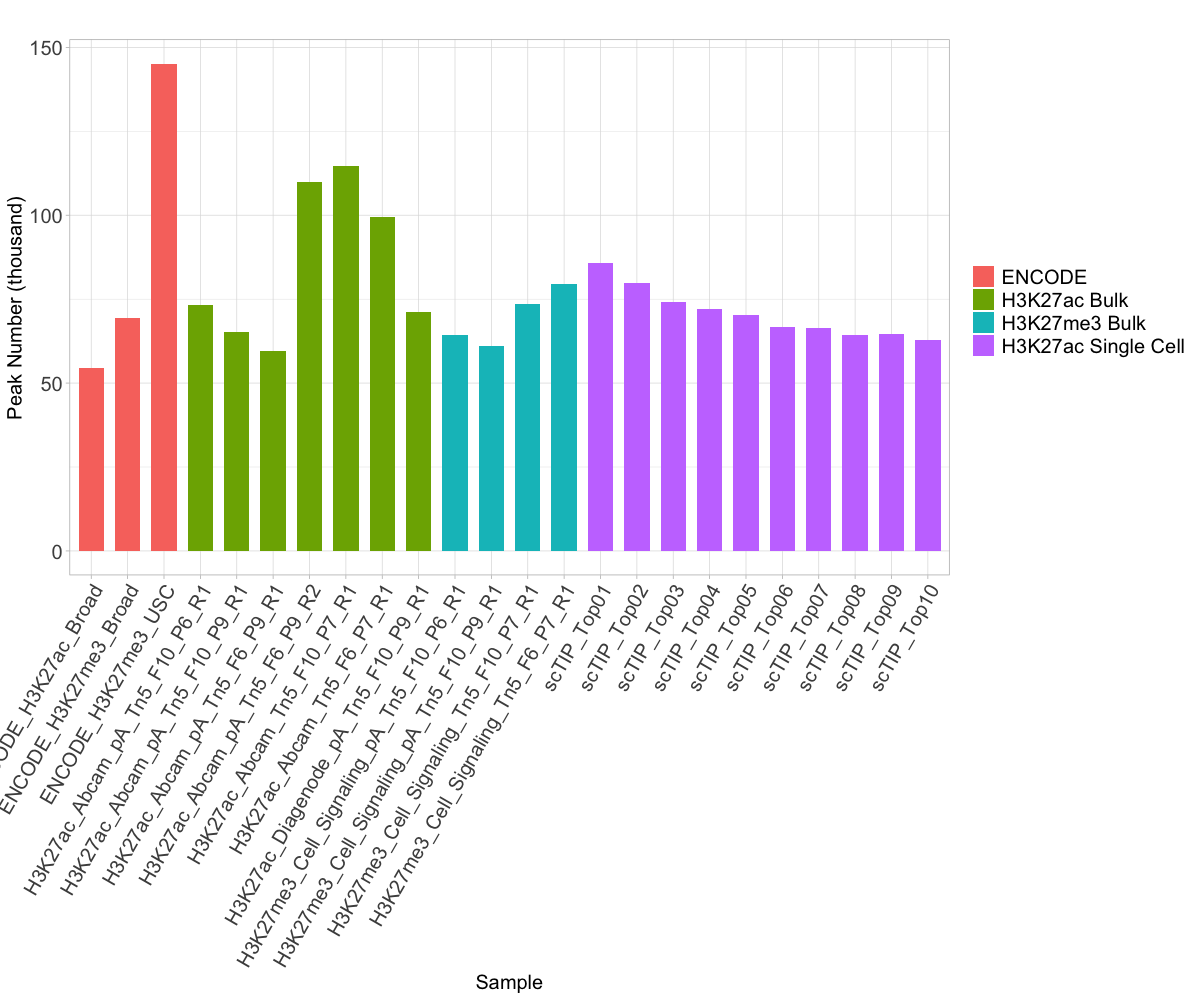 150
100
50
0
Peak Number (thousand)
ODE_H3K27ac_Broad
ENCODE_H3K27me3_Broad
ENCODE_H3K27me3_USC
H3K27ac_Abcam_pA_Tn5_F10_P6_R1
H3K27ac_Abcam_pA_Tn5_F10_P9_R1
H3K27ac_Abcam_pA_Tn5_F6_P9_R1
H3K27ac_Abcam_pA_Tn5_F6_P9_R2
H3K27ac_Abcam_Tn5_F10_P7_R1
H3K27ac_Abcam_Tn5_F6_P7_R1
H3K27ac_Diagenode_pA_Tn5_F10_P9_R1
H3K27me3_Cell_Signaling_pA_Tn5_F10_P6_R1
H3K27me3_Cell_Signaling_pA_Tn5_F10_P9_R1
H3K27me3_Cell_Signaling_Tn5_F10_P7_R1
H3K27me3_Cell_Signaling_Tn5_F6_P7_R1
scTIP_Top01
scTIP_Top02
scTIP_Top03
scTIP_Top04
scTIP_Top05
scTIP_Top06
scTIP_Top07
scTIP_Top08
scTIP_Top09
scTIP_Top10
Sample
ENCODE
H3K27ac Bulk
H3K27me3 Bulk
H3K27ac Single Cell